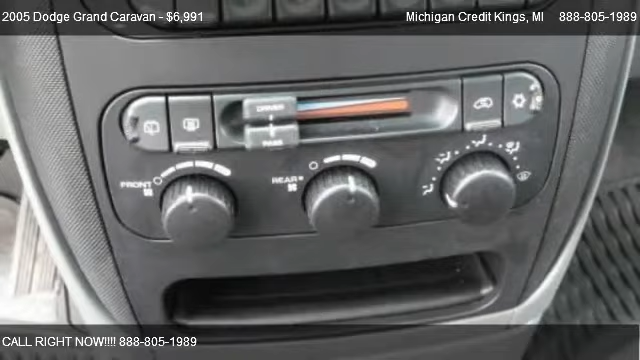 2005 Dodge Grand Caravan - $6,991
Michigan Credit Kings, MI 888-805-1989
DRIVER
PASS
FRONT
REAR
CALL RIGHT NOW!!!! 888-805-1989